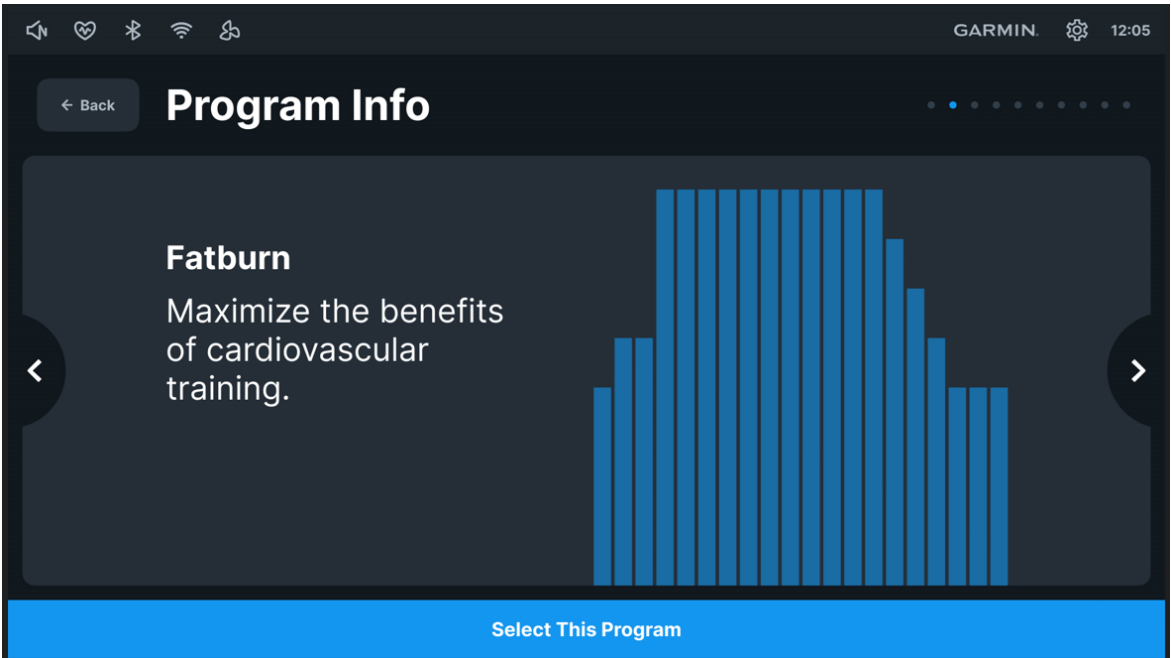 GARMIN.
12:05
← Back
Program Info
Fatburn
Maximize the benefits
of cardiovascular
training.
Select This Program